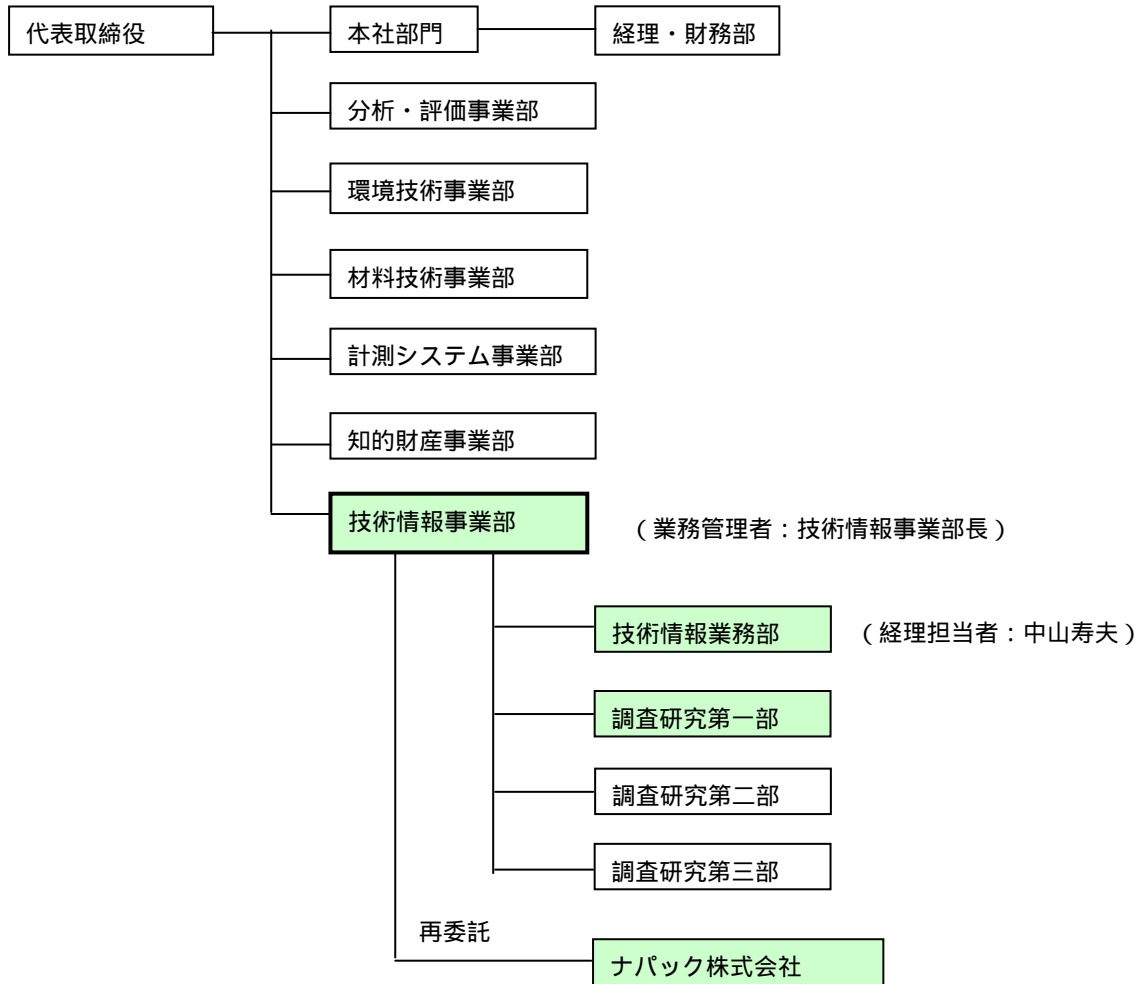 代表取締役
本社部門
経理・財務部
分析・評価事業部
環境技術事業部
材料技術事業部
計測システム事業部
知的財産事業部
技術情報事業部
（業務管理者：技術情報事業部長）
技術情報業務部
（経理担当者：中山寿夫）
調査研究第一部
調査研究第二部
調査研究第三部
再委託
ナパック株式会社